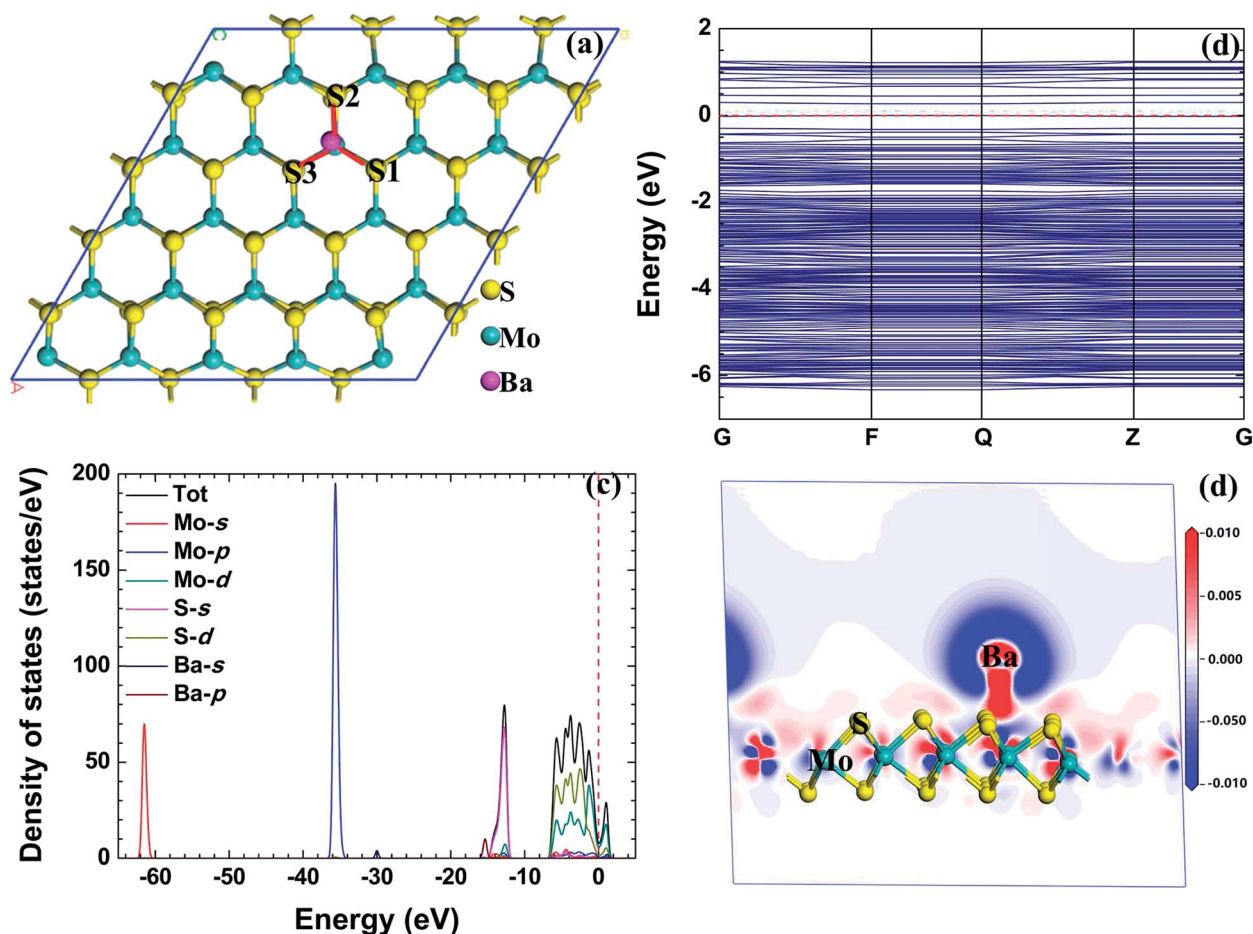 (a)
C
B
A
S2
S3
S1
S
Mo
Ba
(d)
Energy (eV)
2
0
-2
-4
-6
G
F
Q
Z
G
(c)
Density of states (states/eV)
200
150
100
50
0
Tot
Mo-s
Mo-p
Mo-d
S-s
S-d
Ba-s
Ba-p
-60
-50
-40
-30
-20
-10
0
Energy (eV)
(d)
Ba
S
Mo
-0.010
-0.005
-0.000
-0.050
-0.010